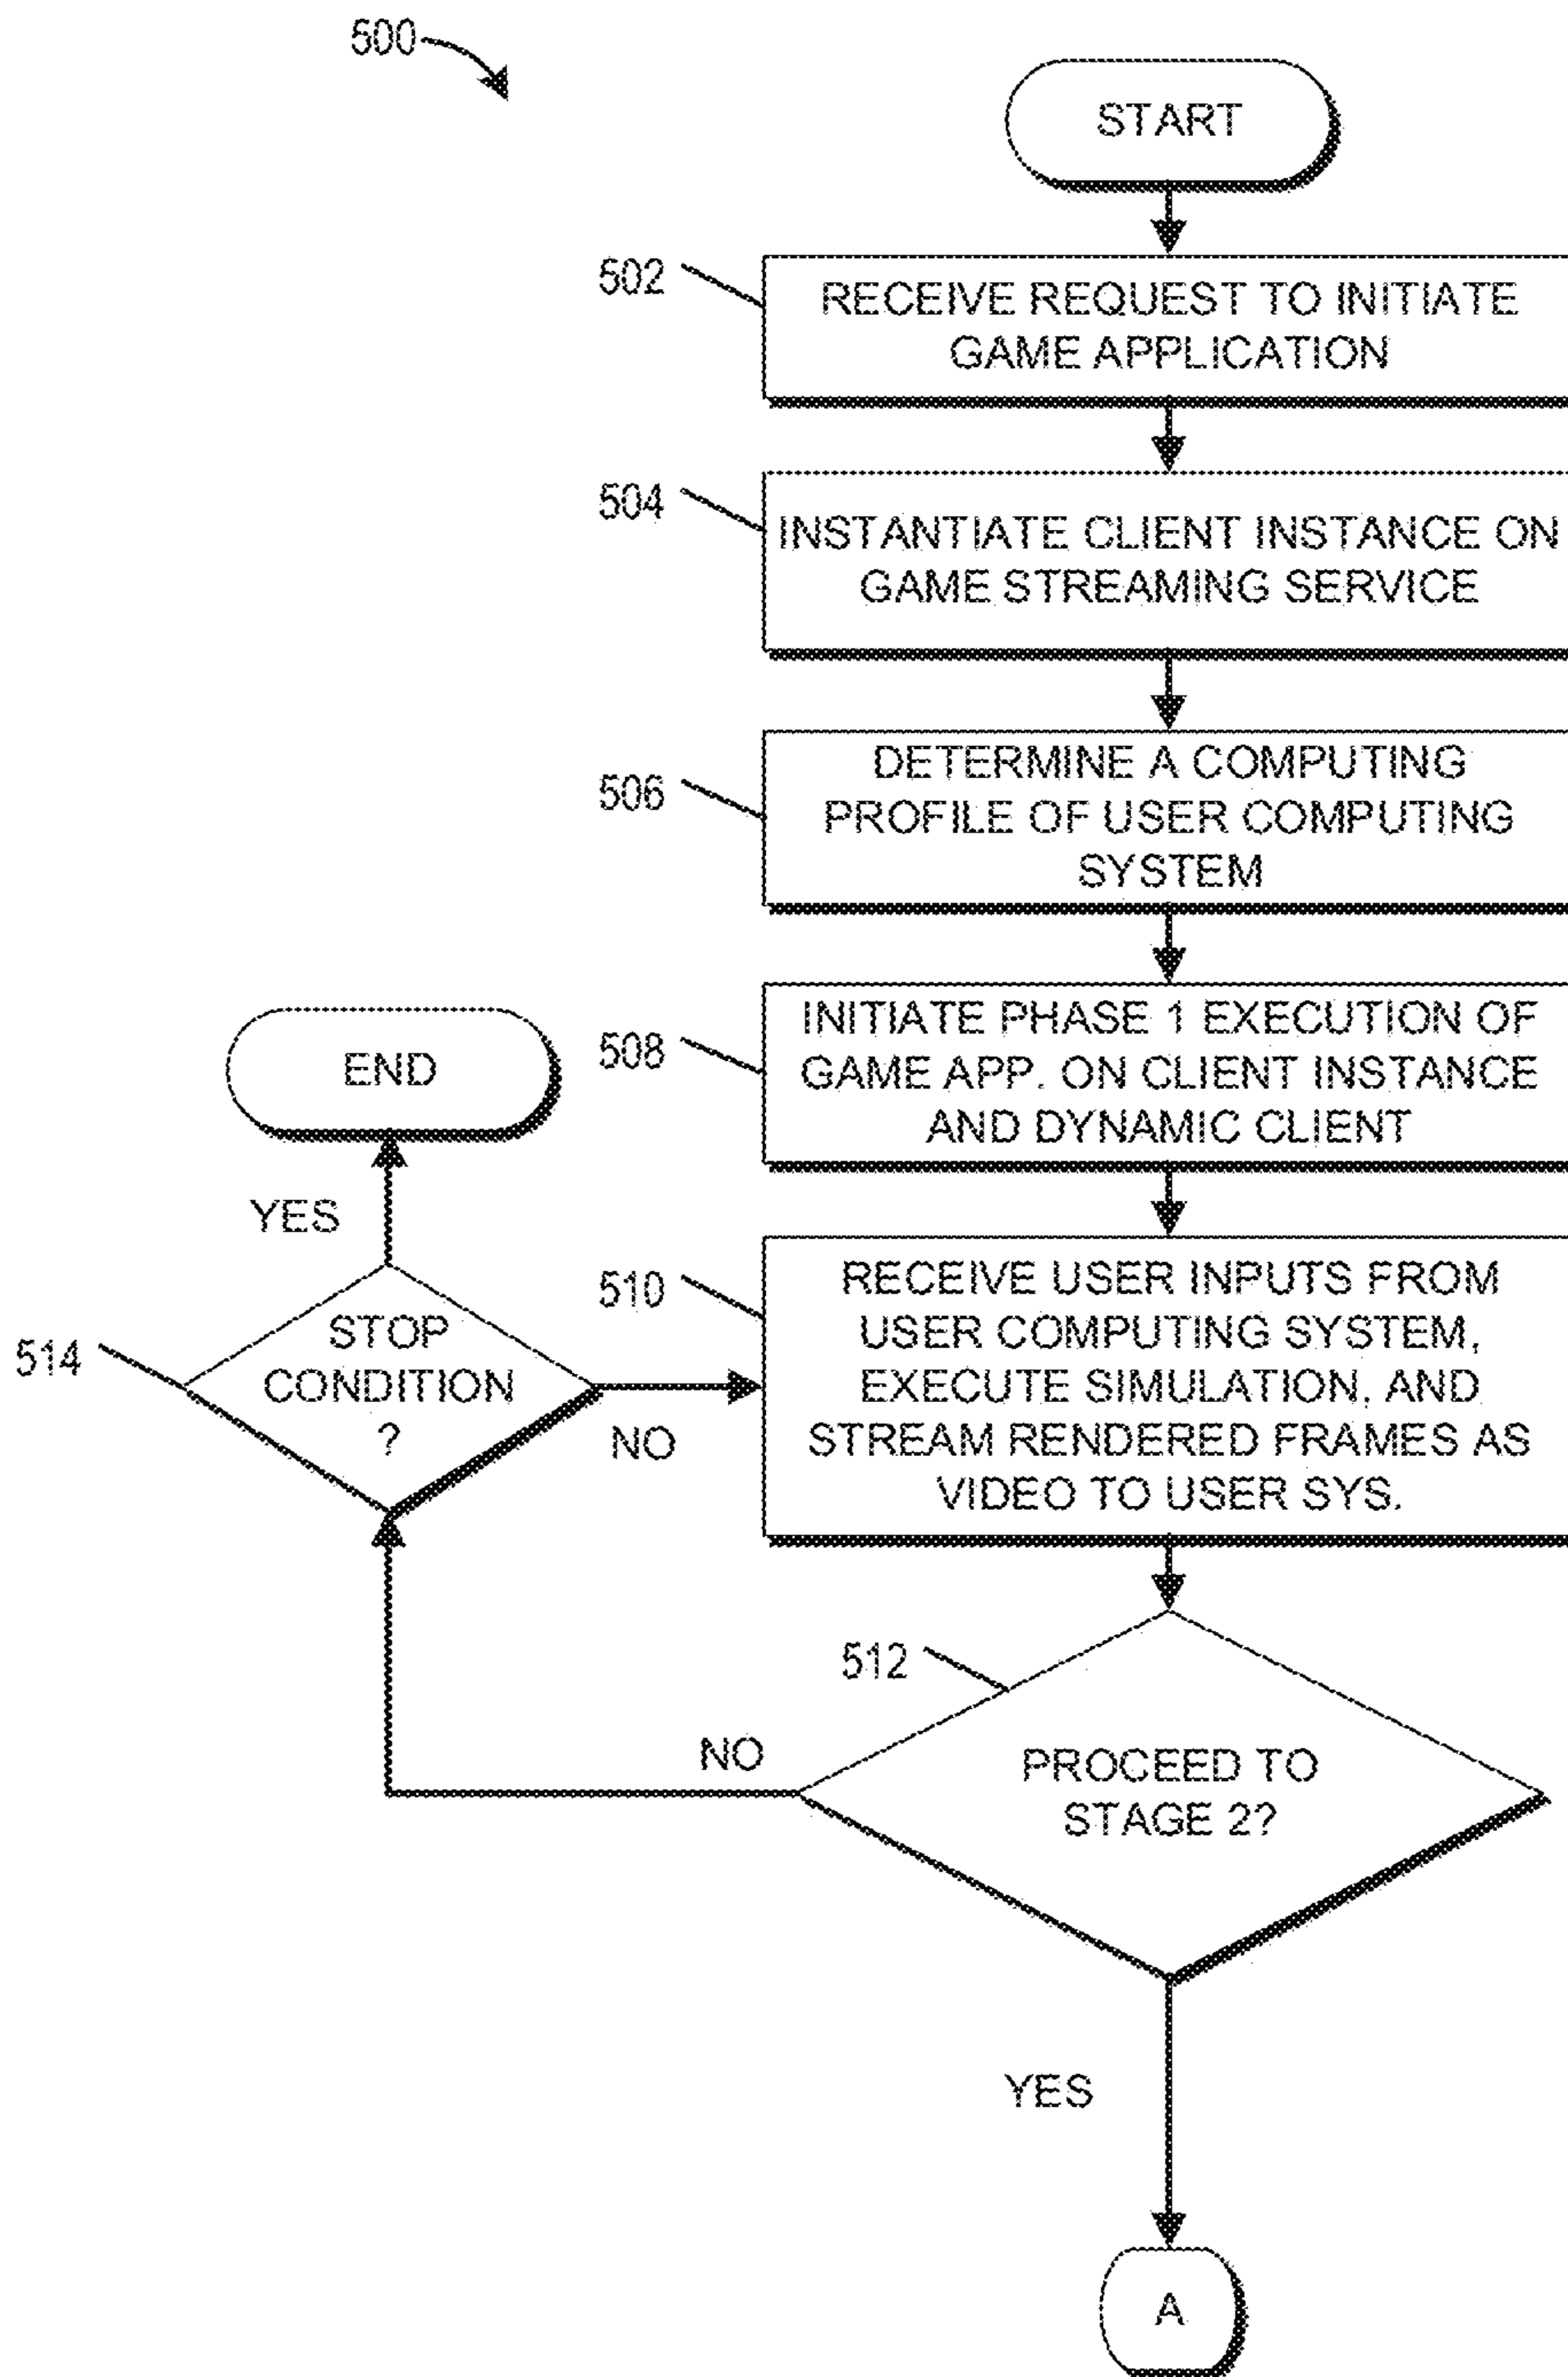 500
START
502
RECEIVE REQUEST TO INITIATE
GAME APPLICATION
504
INSTANTIATE CLIENT INSTANCE ON
GAME STREAMING SERVICE
506
DETERMINE A COMPUTING
PROFILE OF USER COMPUTING
SYSTEM
508
INITIATE PHASE 1 EXECUTION OF
GAME APP. ON CLIENT INSTANCE
AND DYNAMIC CLIENT
END
YES
510
RECEIVE USER INPUTS FROM
USER COMPUTING SYSTEM,
EXECUTE SIMULATION, AND
STREAM RENDERED FRAMES AS
VIDEO TO USER SYS.
514
STOP
CONDITION
?
NO
512
PROCEED TO
STAGE 2?
NO
YES
A